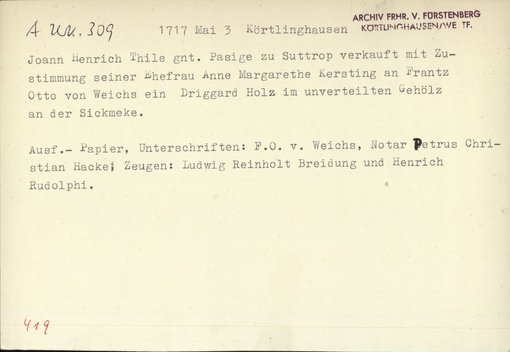 A UU. 309
1717 Mai 3 Körtlinghausen
ARCHIV FRHR. V. FÜRSTENBERG
KÖRTLINGHAUSEN/WE TF.
Joann Henrich Thile gnt. Pasige zu Suttrop verkauft mit Zu-
stimmung seiner Ehefrau Anne Margarethe Kersting an Frantz
Otto von Weichs ein Driggard Holz im unverteilten Gehölz
an der Sickmeke.
Ausf.- Papier, Unterschriften: F.O. v. Weichs, Notar Petrus Chri-
stian Hacke; Zeugen: Ludwig Reinholt Breidung und Henrich
Rudolphi.
419